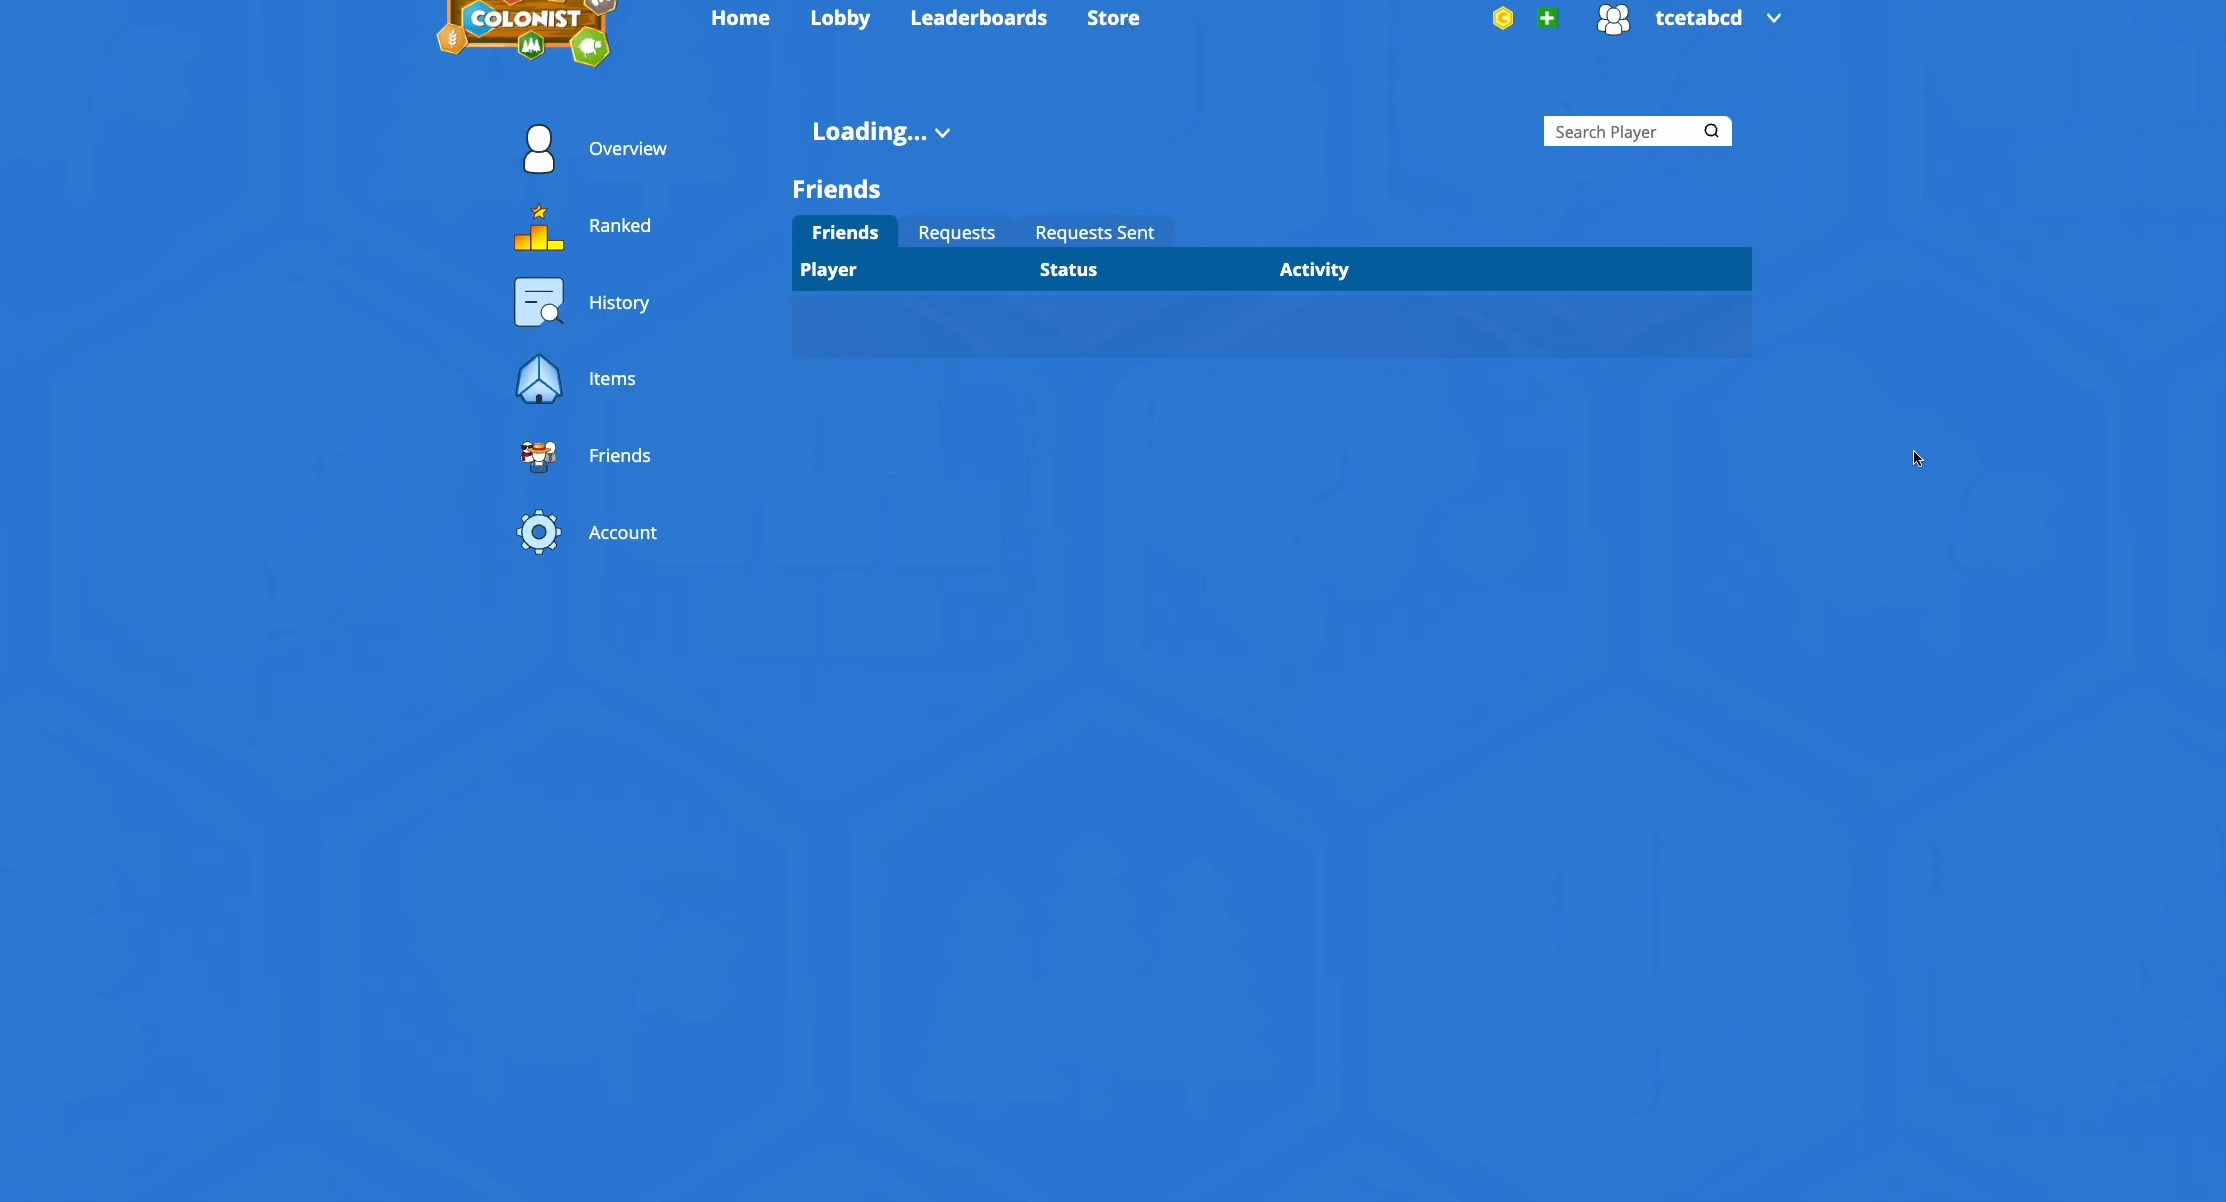 COLONIST
Home Lobby Leaderboards Store
tcetabcd
Overview
Ranked
History
Items
Friends
Account
Loading...
Search Player
Friends
Friends Requests Requests Sent
Player Status Activity